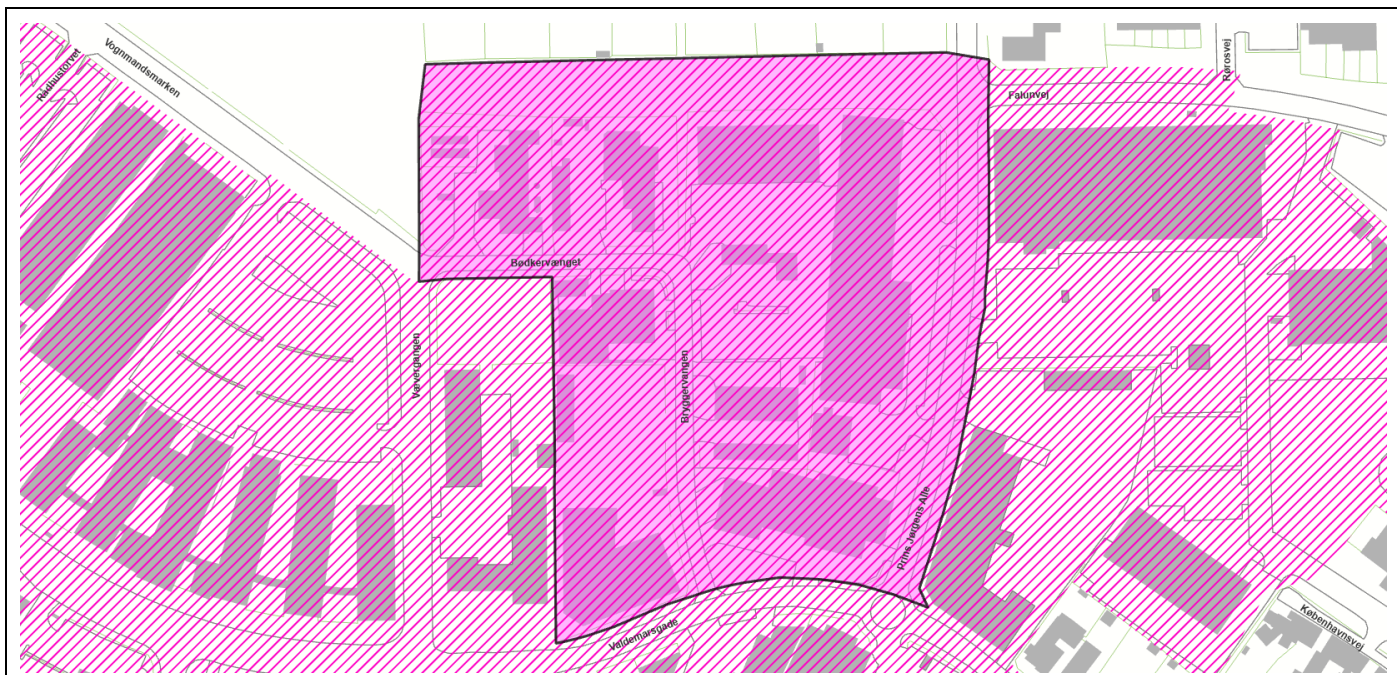 Rådhustorvet
Vognmandsmarken
Rørosvej
Falunvej
Bødkervænget
Vævergangen
Bryggervangen
Prins Jørgens Alle
Valdemarsgade
Københavnsvej